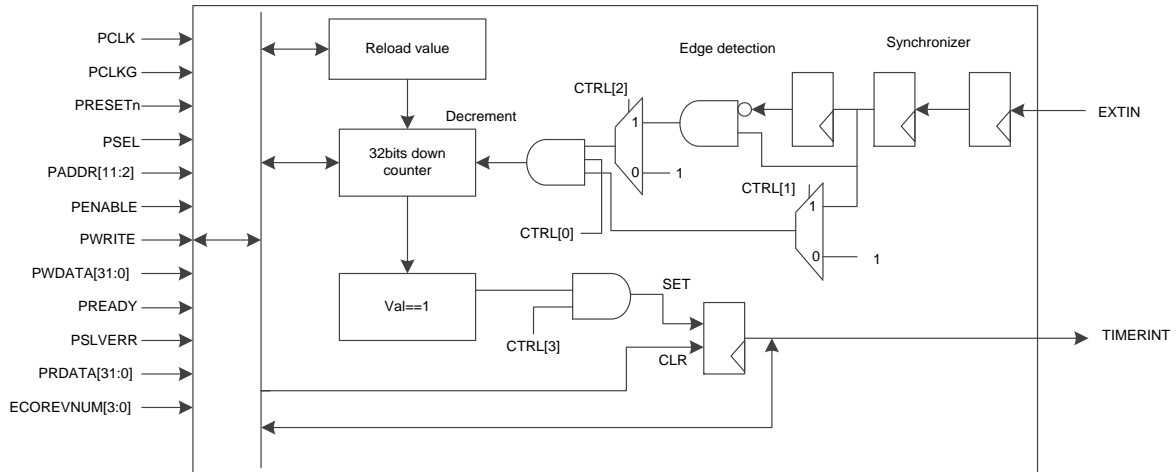 PCLK
PCLKG
PRESETn
PSEL
PADDR[11:2]
PENABLE
PWRITE
PWDATA[31:0]
PREADY
PSLVERR
PRDATA[31:0]
ECOREVNUM[3:0]
Reload value
Edge detection
Synchronizer
CTRL[2]
Decrement
1
EXTIN
32bits down
counter
0
1
CTRL[1]
1
CTRL[0]
0
1
Val==1
SET
CTRL[3]
CLR
TIMERINT